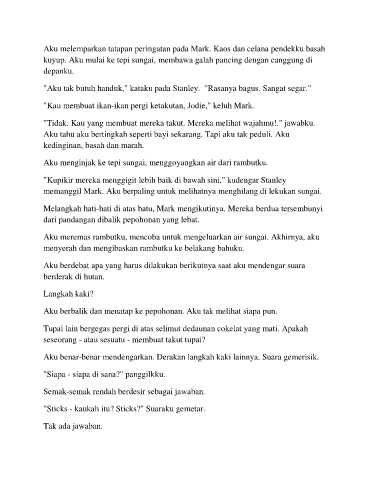 Aku melemparkan tatapan peringatan pada Mark. Kaos dan celana pendekku basah
kuyup. Aku mulai ke tepi sungai, membawa galah pancing dengan canggung di
depanku.
"Aku tak butuh handuk," kataku pada Stanley.  "Rasanya bagus. Sangat segar."
"Kau membuat ikan-ikan pergi ketakutan, Jodie," keluh Mark.
"Tidak. Kau yang membuat mereka takut. Mereka melihat wajahmu!." jawabku.
Aku tahu aku bertingkah seperti bayi sekarang. Tapi aku tak peduli. Aku
kedinginan, basah dan marah.
Aku menginjak ke tepi sungai, menggoyangkan air dari rambutku.
"Kupikir mereka menggigit lebih baik di bawah sini," kudengar Stanley
memanggil Mark. Aku berpaling untuk melihatnya menghilang di lekukan sungai.
Melangkah hati-hati di atas batu, Mark mengikutinya. Mereka berdua tersembunyi
dari pandangan dibalik pepohonan yang lebat.
Aku meremas rambutku, mencoba untuk mengeluarkan air sungai. Akhirnya, aku
menyerah dan mengibaskan rambutku ke belakang bahuku.
Aku berdebat apa yang harus dilakukan berikutnya saat aku mendengar suara
berderak di hutan.
Langkah kaki?
Aku berbalik dan menatap ke pepohonan. Aku tak melihat siapa pun.
Tupai lain bergegas pergi di atas selimut dedaunan cokelat yang mati. Apakah
seseorang - atau sesuatu - membuat takut tupai?
Aku benar-benar mendengarkan. Derakan langkah kaki lainnya. Suara gemerisik.
"Siapa - siapa di sana?" panggilkku.
Semak-semak rendah berdesir sebagai jawaban.
"Sticks - kaukah itu? Sticks?" Suaraku gemetar.
Tak ada jawaban.